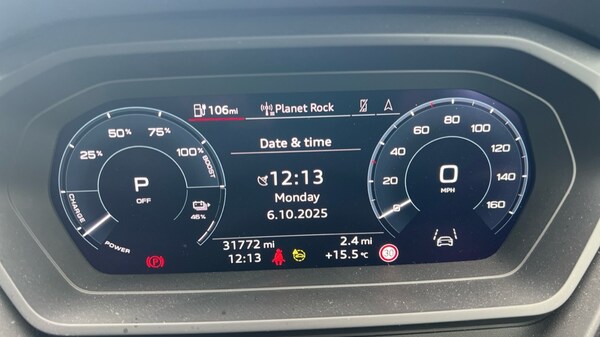 106mi
Planet Rock
25%
50%
75%
100%
BOOST
CHARGE
POWER
P
OFF
45%
Date & time
12:13
Monday
6.10.2025
0
20
40
60
80
100
120
140
160
0
MPH
31772 mi
2.4 mi
12:13
+15.5 °C
30
(P)